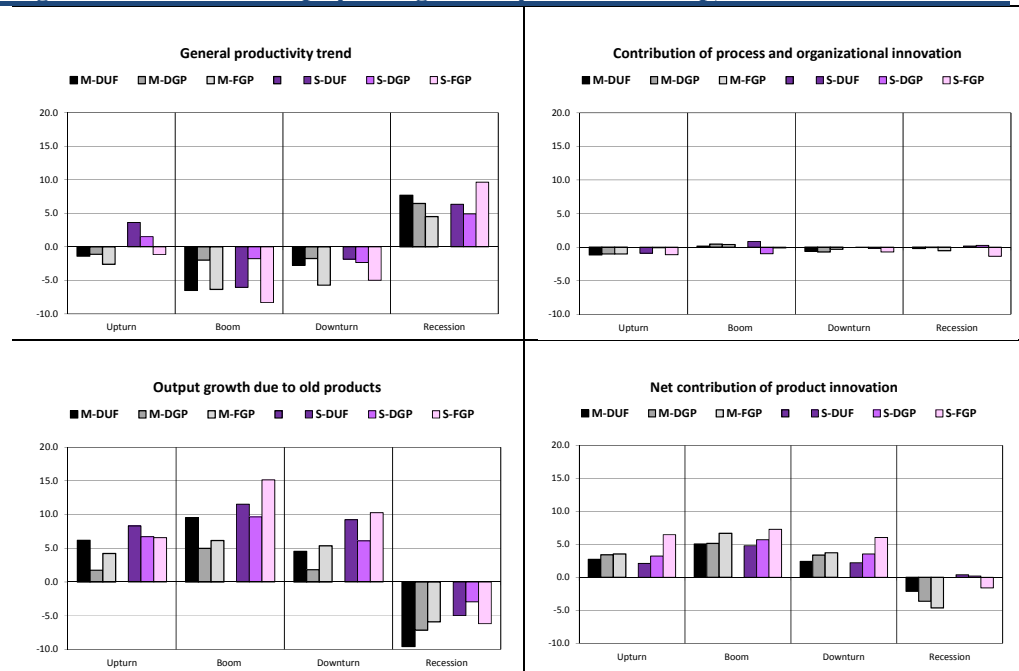 General productivity trend
M-DUF M-DGP M-FGP S-DUF S-DGP S-FGP
20.0
15.0
10.0
5.0
0.0
-5.0
-10.0
Upturn Boom Downturn Recession
Contribution of process and organizational innovation
M-DUF M-DGP M-FGP S-DUF S-DGP S-FGP
20.0
15.0
10.0
5.0
0.0
-5.0
-10.0
Upturn Boom Downturn Recession
Output growth due to old products
M-DUF M-DGP M-FGP S-DUF S-DGP S-FGP
20.0
15.0
10.0
5.0
0.0
-5.0
-10.0
Upturn Boom Downturn Recession
Net contribution of product innovation
M-DUF M-DGP M-FGP S-DUF S-DGP S-FGP
20.0
15.0
10.0
5.0
0.0
-5.0
-10.0
Upturn Boom Downturn Recession